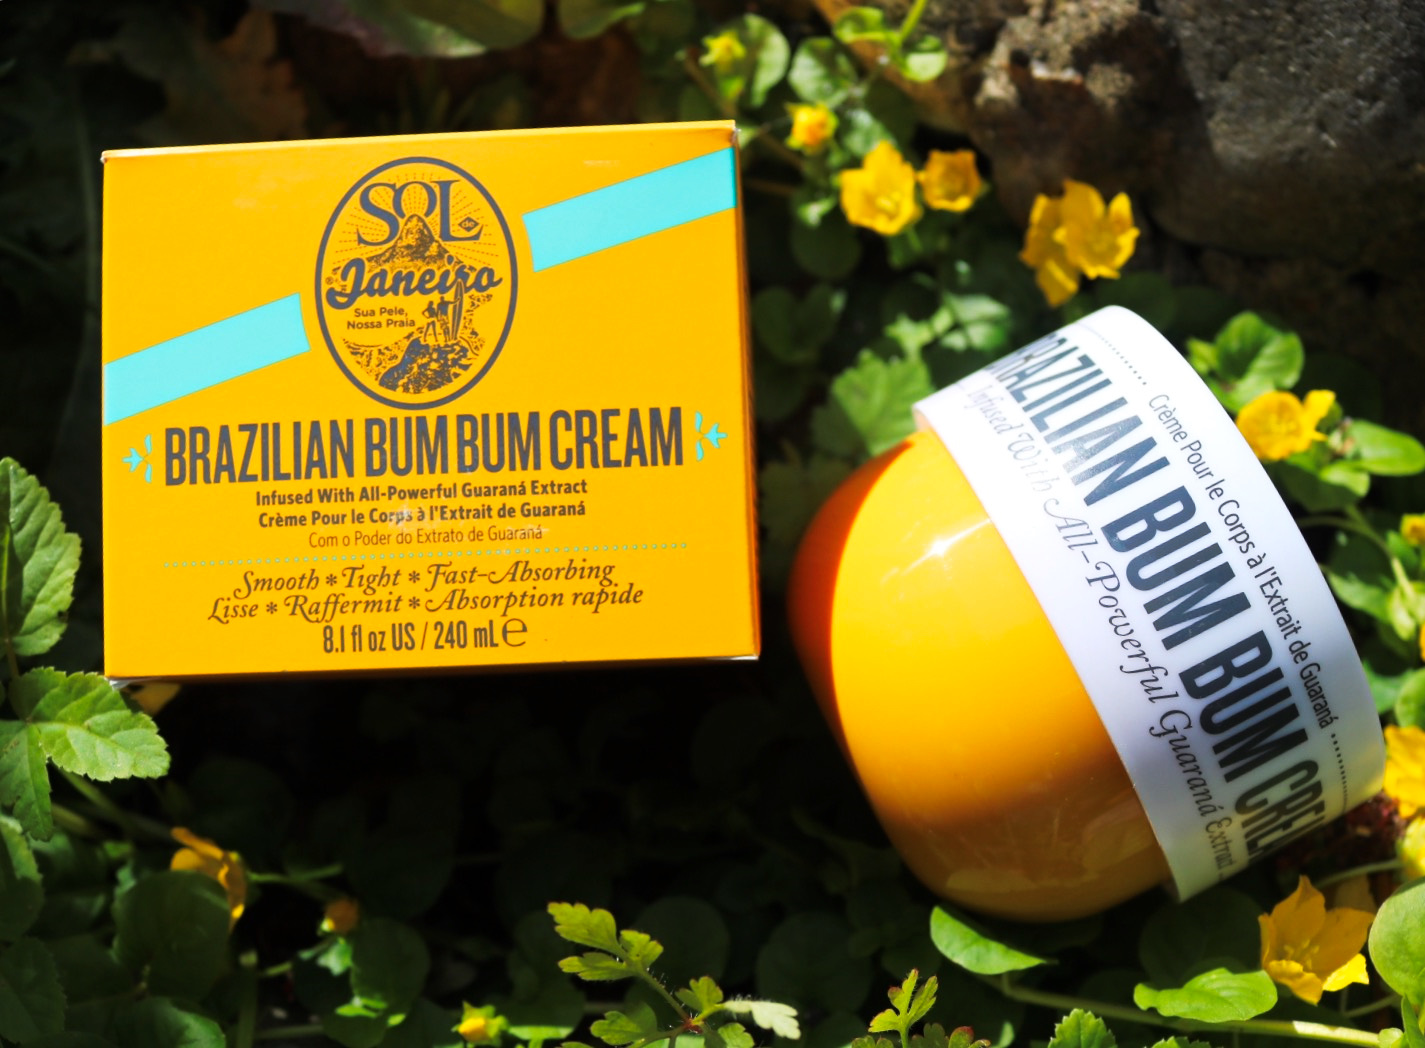 SOL de
Janeiro
Sua Pele,
Nossa Praia
BRAZILIAN BUM BUM CREAM
Infused With All-Powerful Guaraná Extract
Crème Pour le Corps à l'Extrait de Guaraná
Com o Poder do Extrato de Guaraná
Smooth * Tight * Fast-Absorbing
Lisse * Raffermit * Absorption rapide
8.1 fl oz US / 240 mL e
Crème Pour le Corps à l'Extrait de Guaraná
BRAZILIAN BUM BUM CREA
Infused With All-Powerful Guaraná Extract